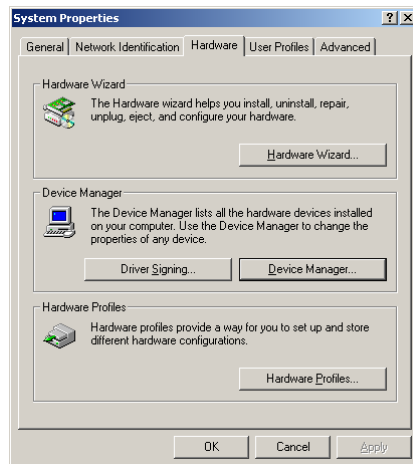 System Properties
General
Network Identification
Hardware
User Profiles
Advanced
Hardware Wizard
The Hardware wizard helps you install, uninstall, repair,
unplug, eject, and configure your hardware.
Hardware Wizard...
Device Manager
The Device Manager lists all the hardware devices installed
on your computer. Use the Device Manager to change the
properties of any device.
Driver Signing...
Device Manager...
Hardware Profiles
Hardware profiles provide a way for you to set up and store
different hardware configurations.
Hardware Profiles...
OK
Cancel
Apply